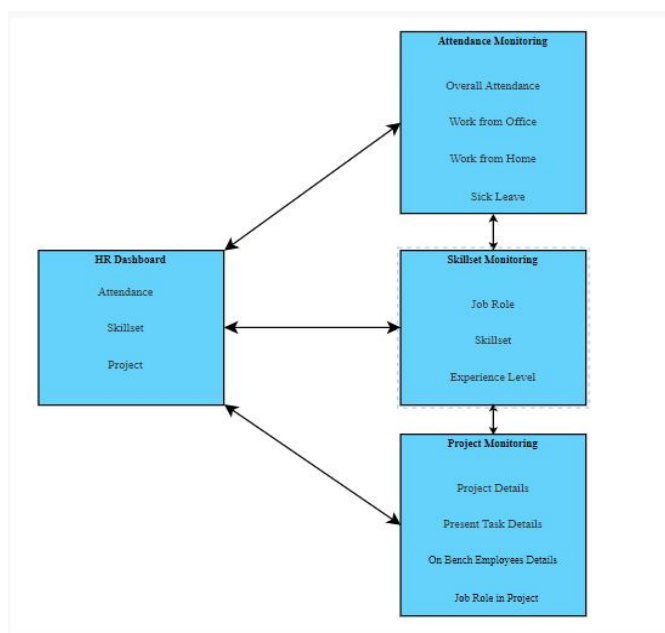 Attendance Monitoring
Overall Attendance
Work from Office
Work from Home
Sick Leave
HR Dashboard
Attendance
Skillset
Project
Skillset Monitoring
Job Role
Skillset
Experience Level
Project Monitoring
Project Details
Present Task Details
On Bench Employees Details
Job Role in Project